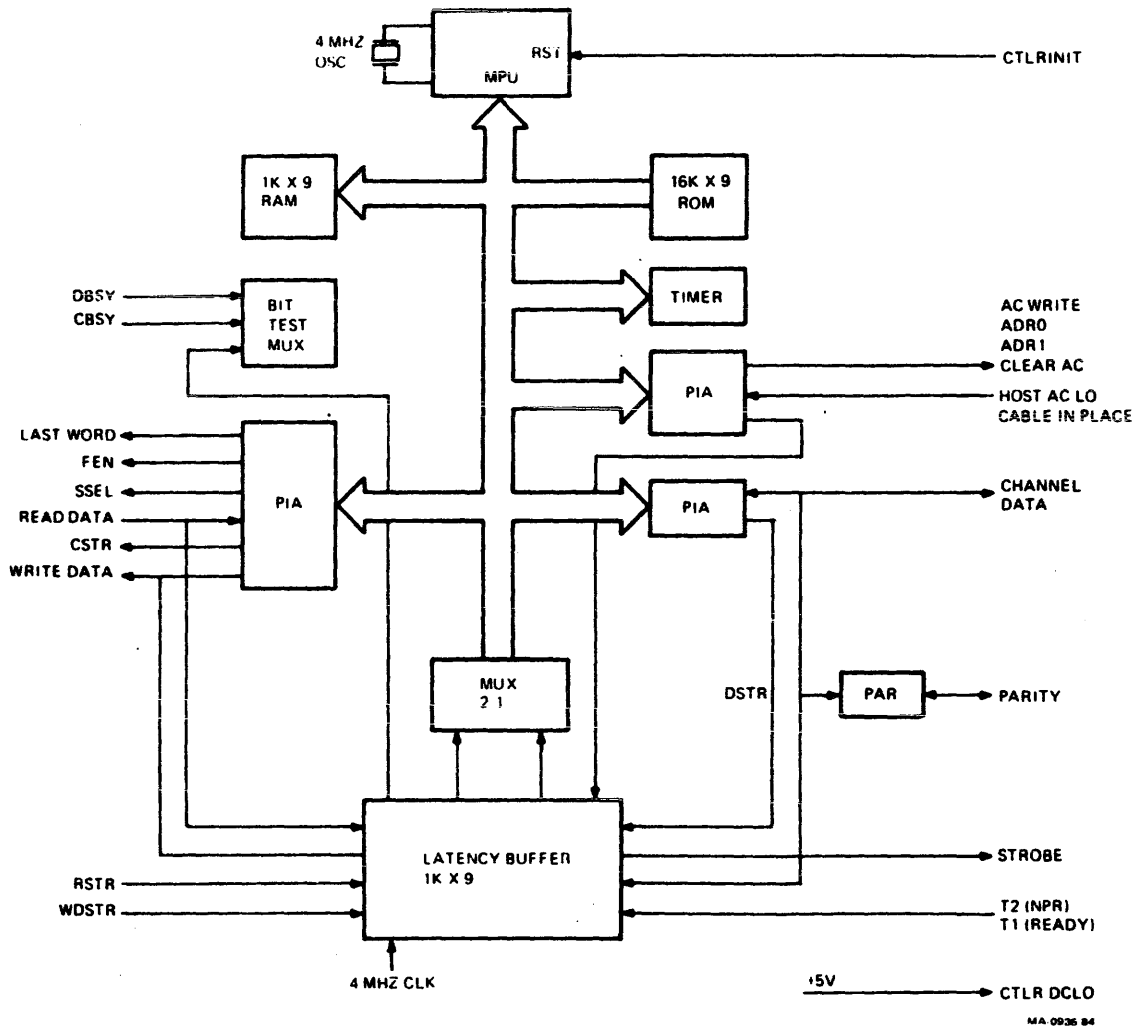 4 MHZ
OSC
RST
MPU
CTLRINIT
1K X 9
RAM
16K X 9
ROM
DBSY
CBSY
BIT
TEST
MUX
TIMER
AC WRITE
ADR0
ADR1
CLEAR AC
PIA
HOST AC LO
CABLE IN PLACE
LAST WORD
FEN
SSEL
READ DATA
CSTR
WRITE DATA
PIA
PIA
CHANNEL
DATA
MUX
2 1
DSTR
PAR
PARITY
LATENCY BUFFER
1K X 9
STROBE
RSTR
WDSTR
T2 (NPR)
T1 (READY)
4 MHZ CLK
+5V
CTLR DCLO
MA-0936 84